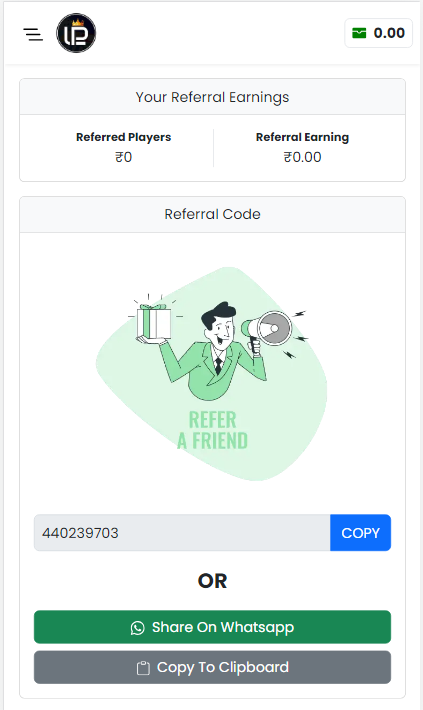 LP
0.00
Your Referral Earnings
Referred Players Referral Earning
₹0 ₹0.00
Referral Code
REFER
A FRIEND
440239703 COPY
OR
Share On Whatsapp
Copy To Clipboard